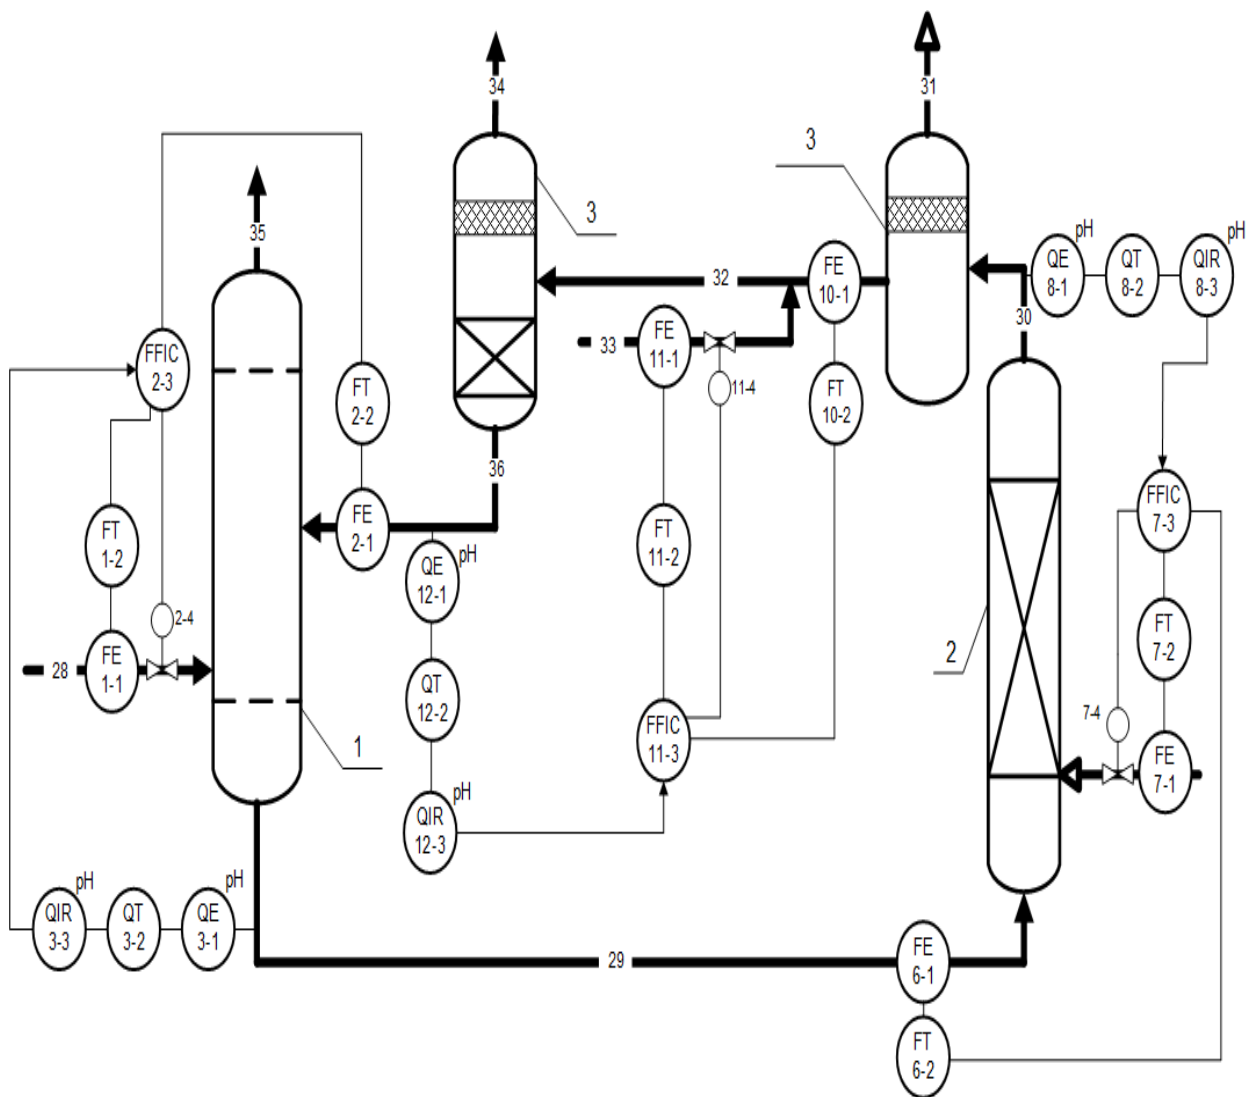 34
31
3
3
35
pH
pH
QE
8-1
QT
8-2
QIR
8-3
32
FE
10-1
30
33
FE
11-1
11-4
FT
10-2
FFIC
2-3
FT
2-2
36
FE
2-1
FT
1-2
QE
12-1
pH
FT
11-2
FFIC
7-3
2-4
28
FE
1-1
QT
12-2
2
FT
7-2
1
FFIC
11-3
7-4
FE
7-1
QIR
12-3
pH
pH
pH
QIR
3-3
QT
3-2
QE
3-1
29
FE
6-1
FT
6-2